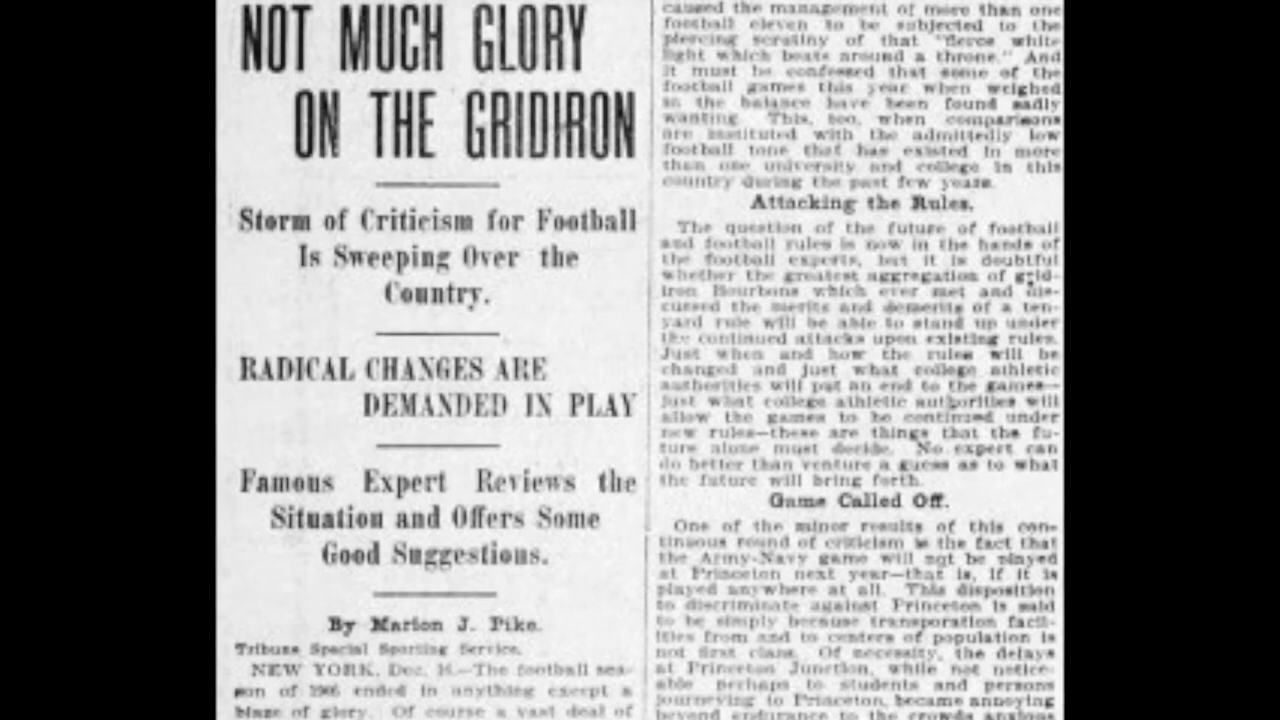 NOT MUCH GLORY
ON THE GRIDIRON
Storm of Criticism for Football
Is Sweeping Over the
Country.
RADICAL CHANGES ARE
DEMANDED IN PLAY
Famous Expert Reviews the
Situation and Offers Some
Good Suggestions.
By Marion J. Pike.
Tribune Special Sporting Service.
NEW YORK, Dec. —The football sea-
son of ended in anything except a
blaze of glory. Of course a vast deal of
caused the management of more than one
football eleven to be subjected to the
piercing scrutiny of that "fierce white
light which beats around a throne." And
it must be confessed that some of the
football games this year when weighed
in the balance have been found sadly
wanting. This, too, when comparisons
are instituted with the admittedly low
football tone that has existed in more
than one university and college in this
country during the past few years.
Attacking the Rules.
The question of the future of football
and football rules is now in the hands of
the football experts, but it is doubtful
whether the greatest aggregation of grid-
iron Bourbons which ever met and dis-
cussed the merits and demerits of a ten-
yard rule will be able to stand up under
the continued attacks upon existing rules.
Just when and how the rules will be
changed and just what college athletic
authorities will put an end to the games—
just what college athletic authorities will
allow the games to be continued under
new rules—these are things that the fu-
ture alone must decide. No expert can
do better than venture a guess as to what
the future will bring forth.
Game Called Off.
One of the minor results of this con-
tinuous round of criticism is the fact that
the Army-Navy game will not be played
at Princeton next year—that is, if it is
played anywhere at all. This disposition
to discriminate against Princeton is said
to be simply because transporation facil-
ities from and to centers of population is
not first class. Of necessity, the delays
at Princeton Junction, while not notice-
able perhaps to students and persons
journeying to Princeton, became annoying
beyond endurance to the crowds anxious